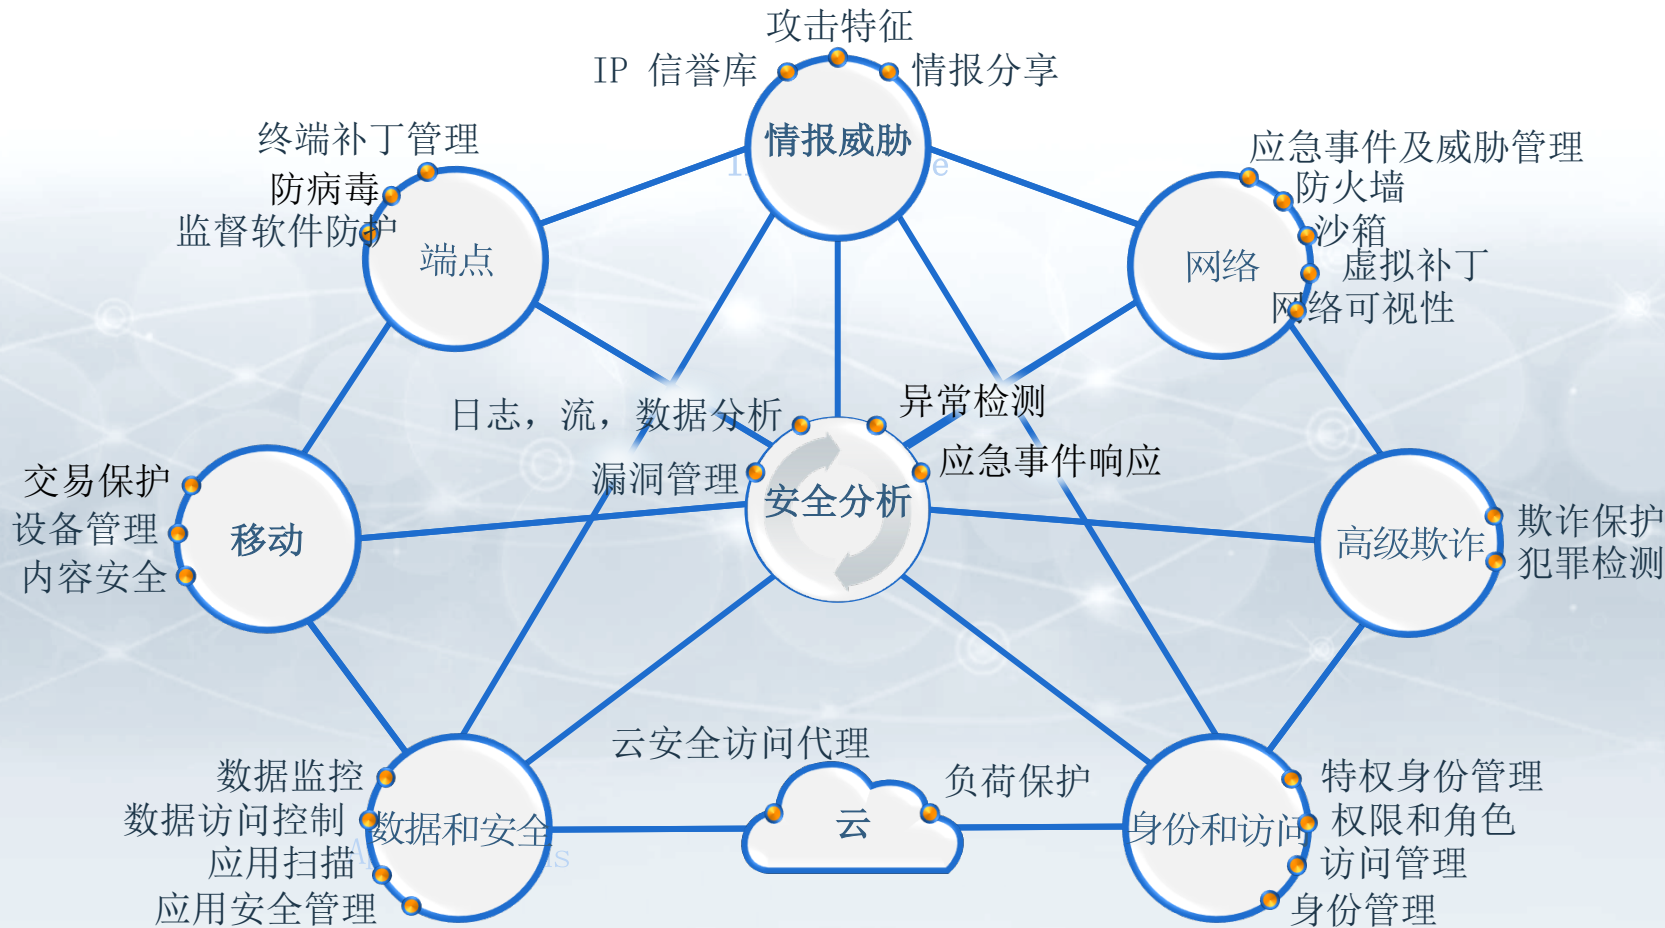 攻击特征
IP 信誉库
情报分享
情报威胁
终端补丁管理
防病毒
监督软件防护
端点
应急事件及威胁管理
防火墙
沙箱
虚拟补丁
网络可视性
网络
日志，流，数据分析
漏洞管理
异常检测
应急事件响应
安全分析
交易保护
设备管理
内容安全
移动
高级欺诈
欺诈保护
犯罪检测
云安全访问代理
负荷保护
云
数据监控
数据访问控制
应用扫描
应用安全管理
数据和安全
身份和访问
特权身份管理
权限和角色
访问管理
身份管理